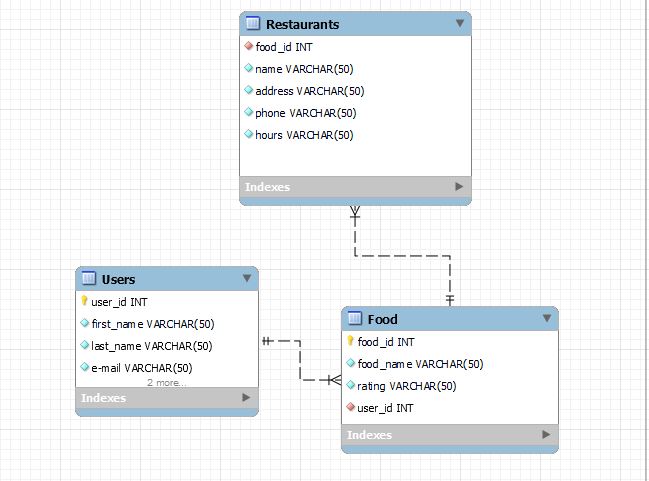 Restaurants
food_id INT
name VARCHAR(50)
address VARCHAR(50)
phone VARCHAR(50)
hours VARCHAR(50)
Indexes
Users
user_id INT
first_name VARCHAR(50)
last_name VARCHAR(50)
e-mail VARCHAR(50)
2 more...
Indexes
Food
food_id INT
food_name VARCHAR(50)
rating VARCHAR(50)
user_id INT
Indexes